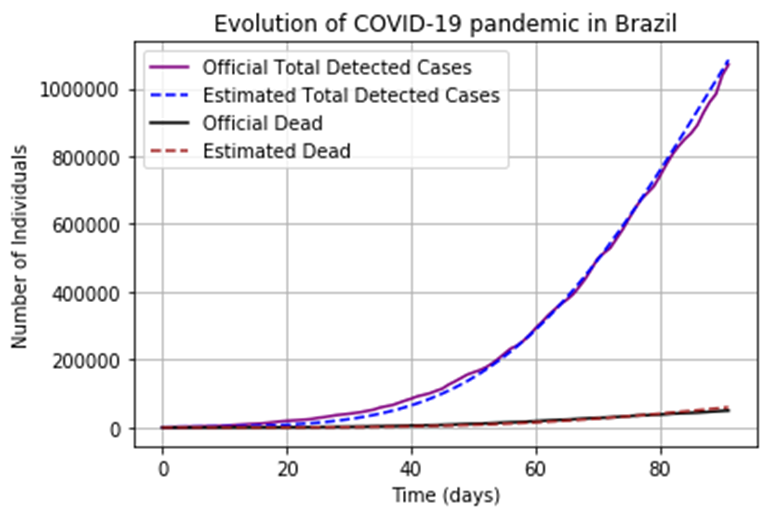 Evolution of COVID-19 pandemic in Brazil
Official Total Detected Cases
Estimated Total Detected Cases
Official Dead
Estimated Dead
Number of Individuals
1000000
800000
600000
400000
200000
0
0 20 40 60 80
Time (days)